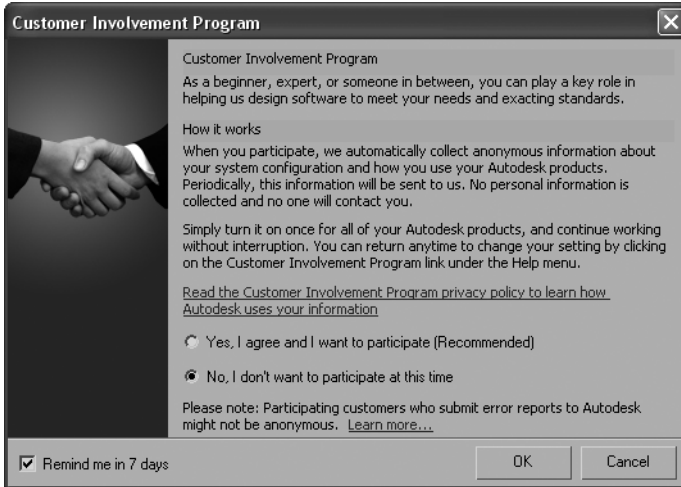 Customer Involvement Program
Customer Involvement Program
As a beginner, expert, or someone in between, you can play a key role in
helping us design software to meet your needs and exacting standards.
How it works
When you participate, we automatically collect anonymous information about
your system configuration and how you use your Autodesk products.
Periodically, this information will be sent to us. No personal information is
collected and no one will contact you.
Simply turn it on once for all of your Autodesk products, and continue working
without interruption. You can return anytime to change your setting by clicking
on the Customer Involvement Program link under the Help menu.
Read the Customer Involvement Program privacy policy to learn how
Autodesk uses your information
Yes, I agree and I want to participate (Recommended)
No, I don't want to participate at this time
Please note: Participating customers who submit error reports to Autodesk
might not be anonymous. Learn more...
Remind me in 7 days
OK
Cancel